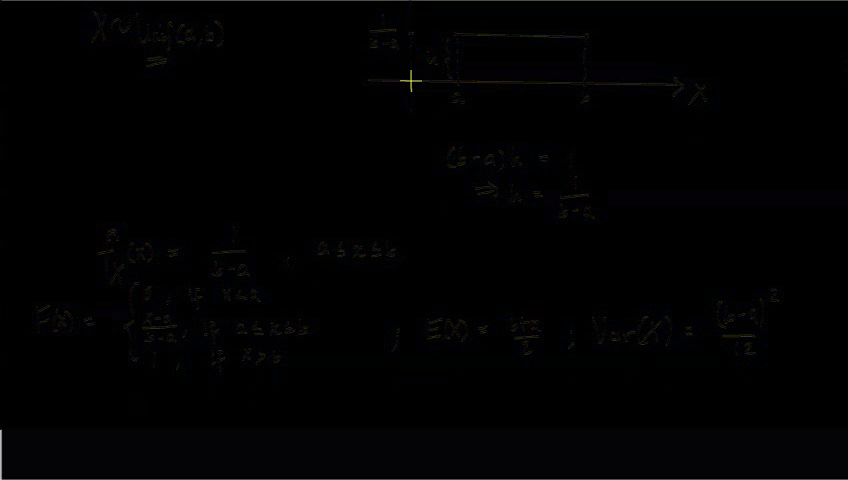 X ~ Unif(a,b)
1/(b-a)
h
a b X
(b-a)h = 1
⇒ h = 1/(b-a)
f_X(x) = 1/(b-a) , a ≤ x ≤ b
F(x) = { 0 , if x < a
(x-a)/(b-a) , if a ≤ x ≤ b ; E(X) = (b+a)/2 ; Var(X) = (b-a)²/12
1 , if x > b